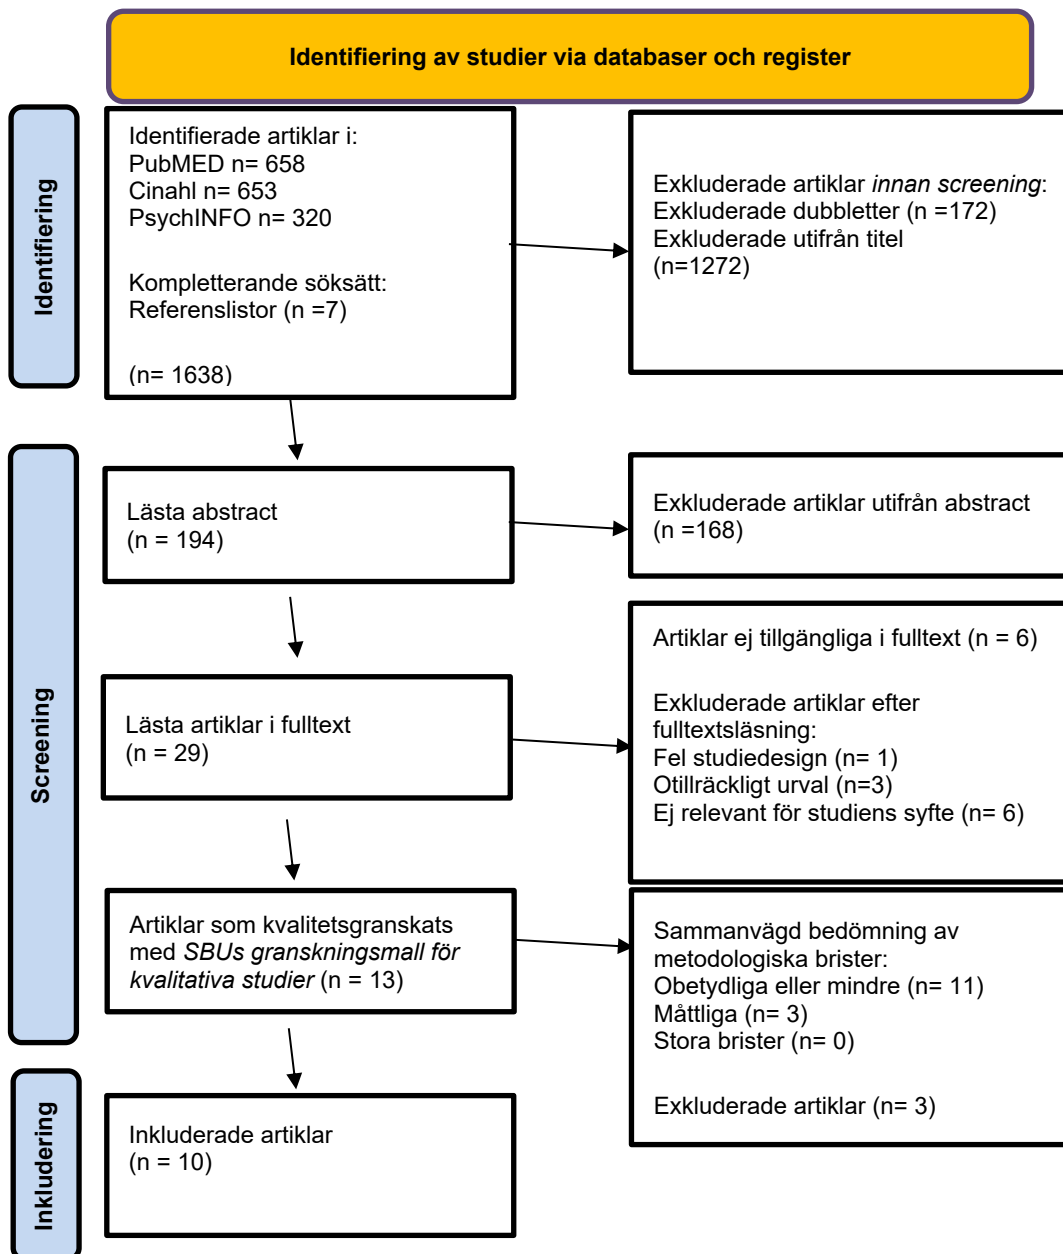 Identifiering av studier via databaser och register
Identifiering
Identifierade artiklar i:
PubMED n= 658
Cinahl n= 653
PsychINFO n= 320
Kompletterande söksätt:
Referenslistor (n =7)
(n= 1638)
Exkluderade artiklar innan screening:
Exkluderade dubbletter (n =172)
Exkluderade utifrån titel
(n=1272)
Screening
Lästa abstract
(n = 194)
Exkluderade artiklar utifrån abstract
(n =168)
Lästa artiklar i fulltext
(n = 29)
Artiklar ej tillgängliga i fulltext (n = 6)
Exkluderade artiklar efter
fulltextsläsning:
Fel studiedesign (n= 1)
Otillräckligt urval (n=3)
Ej relevant för studiens syfte (n= 6)
Artiklar som kvalitetsgranskats
med SBUs granskningsmall för
kvalitativa studier (n = 13)
Sammanvägd bedömning av
metodologiska brister:
Obetydliga eller mindre (n= 11)
Måttliga (n= 3)
Stora brister (n= 0)
Exkluderade artiklar (n= 3)
Inkludering
Inkluderade artiklar
(n = 10)